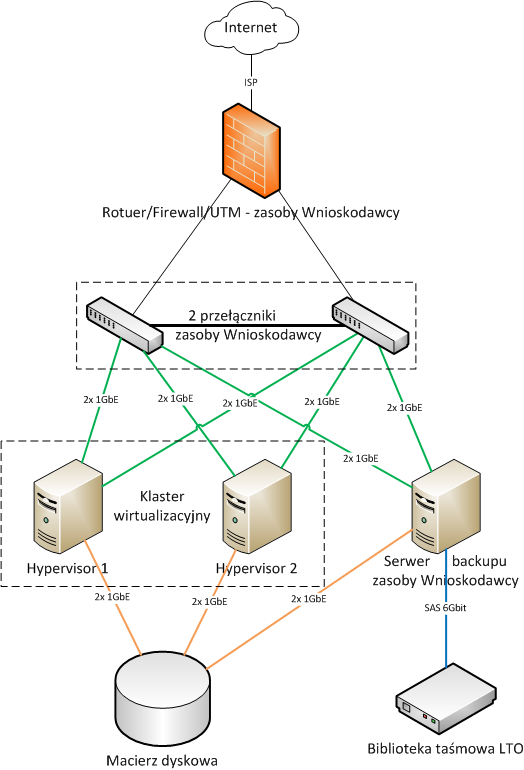 Internet
ISP
Rotuer/Firewall/UTM - zasoby Wnioskodawcy
2 przełączniki
zasoby Wnioskodawcy
2x 1GbE
2x 1GbE
2x 1GbE
2x 1GbE
2x 1GbE
2x 1GbE
Klaster
wirtualizacyjny
Hypervisor 1
Hypervisor 2
Serwer backupu
zasoby Wnioskodawcy
2x 1GbE
2x 1GbE
2x 1GbE
SAS 6Gbit
Macierz dyskowa
Biblioteka taśmowa LTO